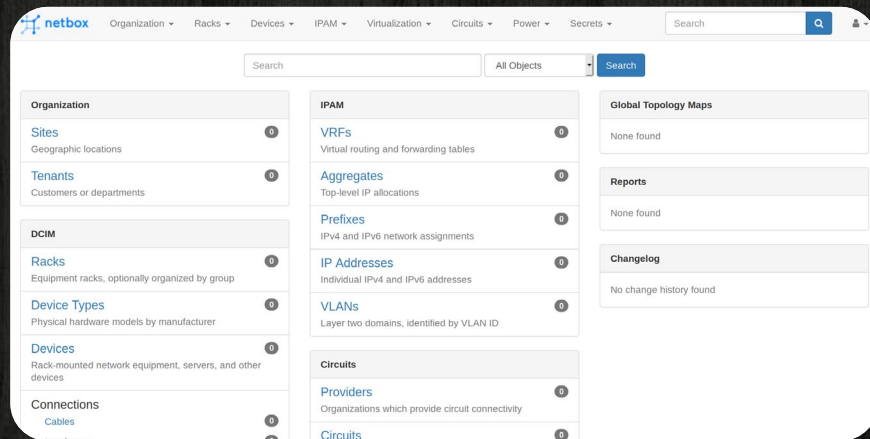 netbox Organization Racks Devices IPAM Virtualization Circuits Power Secrets Search
Search All Objects Search
Organization
Sites 0
Geographic locations
Tenants 0
Customers or departments
DCIM
Racks 0
Equipment racks, optionally organized by group
Device Types 0
Physical hardware models by manufacturer
Devices 0
Rack-mounted network equipment, servers, and other
devices
Connections
Cables 0
IPAM
VRFs 0
Virtual routing and forwarding tables
Aggregates 0
Top-level IP allocations
Prefixes 0
IPv4 and IPv6 network assignments
IP Addresses 0
Individual IPv4 and IPv6 addresses
VLANs 0
Layer two domains, identified by VLAN ID
Circuits
Providers 0
Organizations which provide circuit connectivity
Circuits 0
Global Topology Maps
None found
Reports
None found
Changelog
No change history found